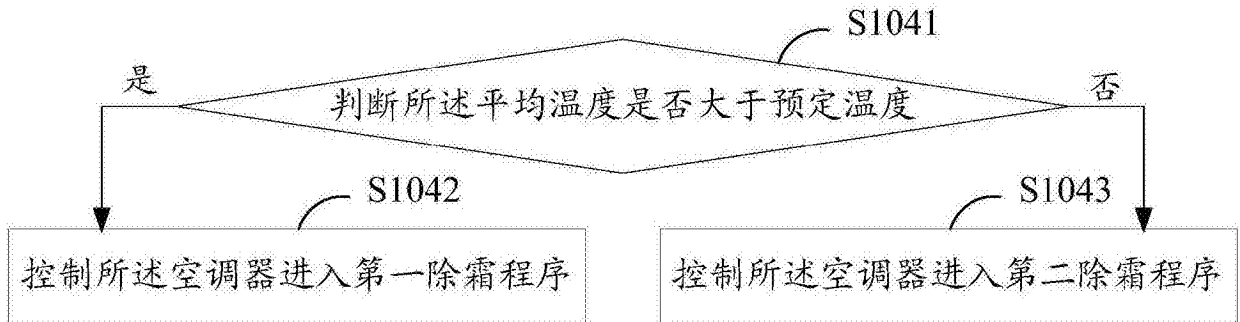 S1041
是
判断所述平均温度是否大于预定温度
否
S1042
S1043
控制所述空调器进入第一除霜程序
控制所述空调器进入第二除霜程序